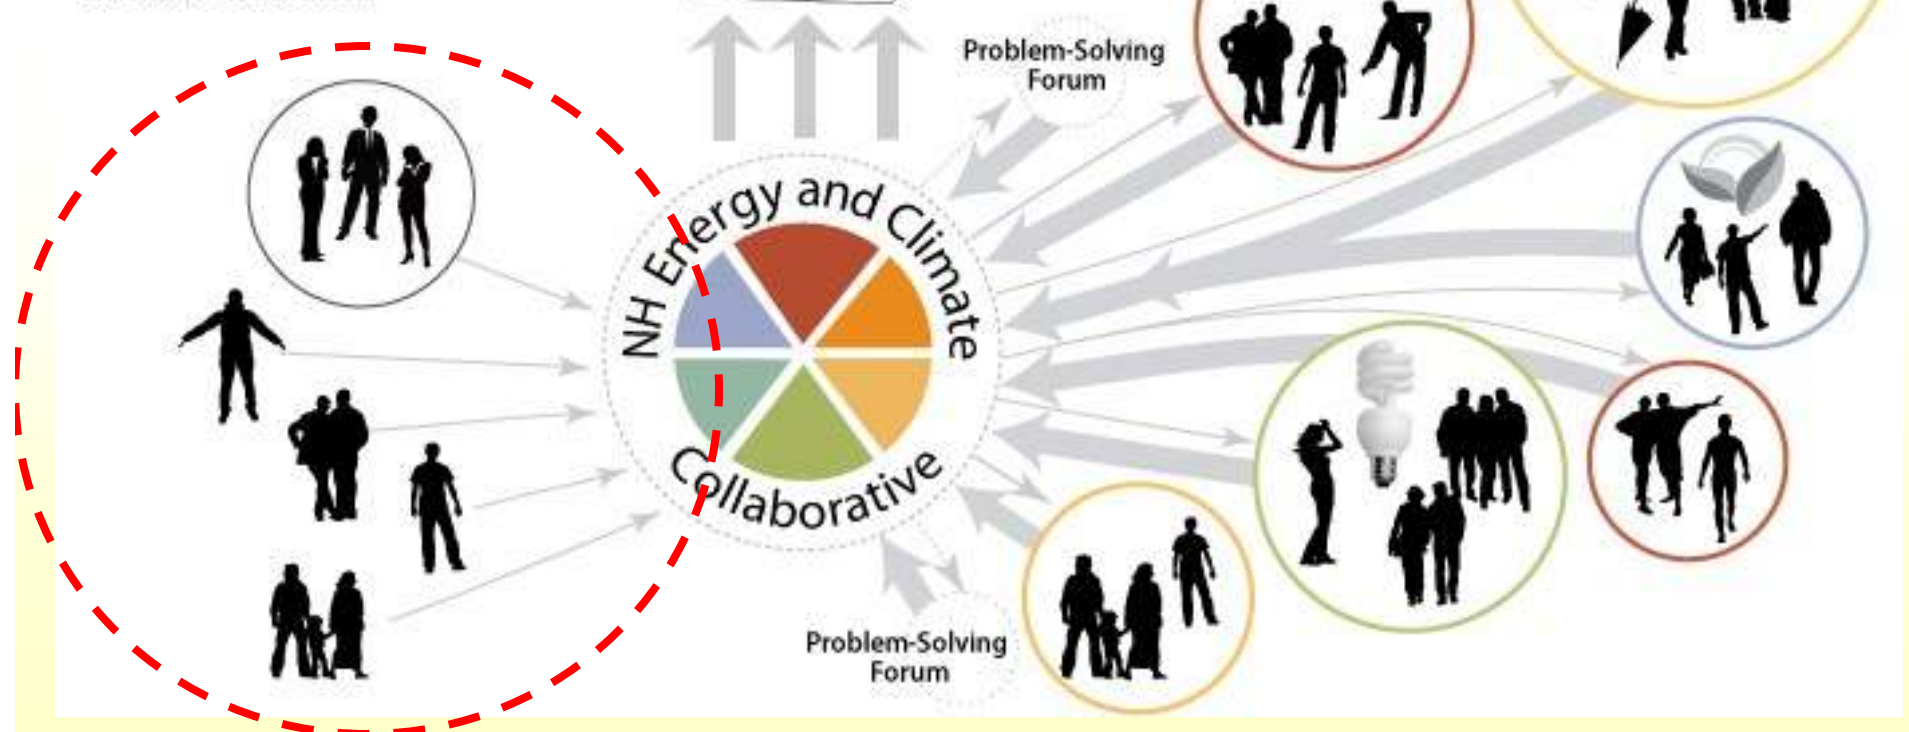 Problem-Solving
Forum
NH Energy and Climate
Collaborative
Problem-Solving
Forum